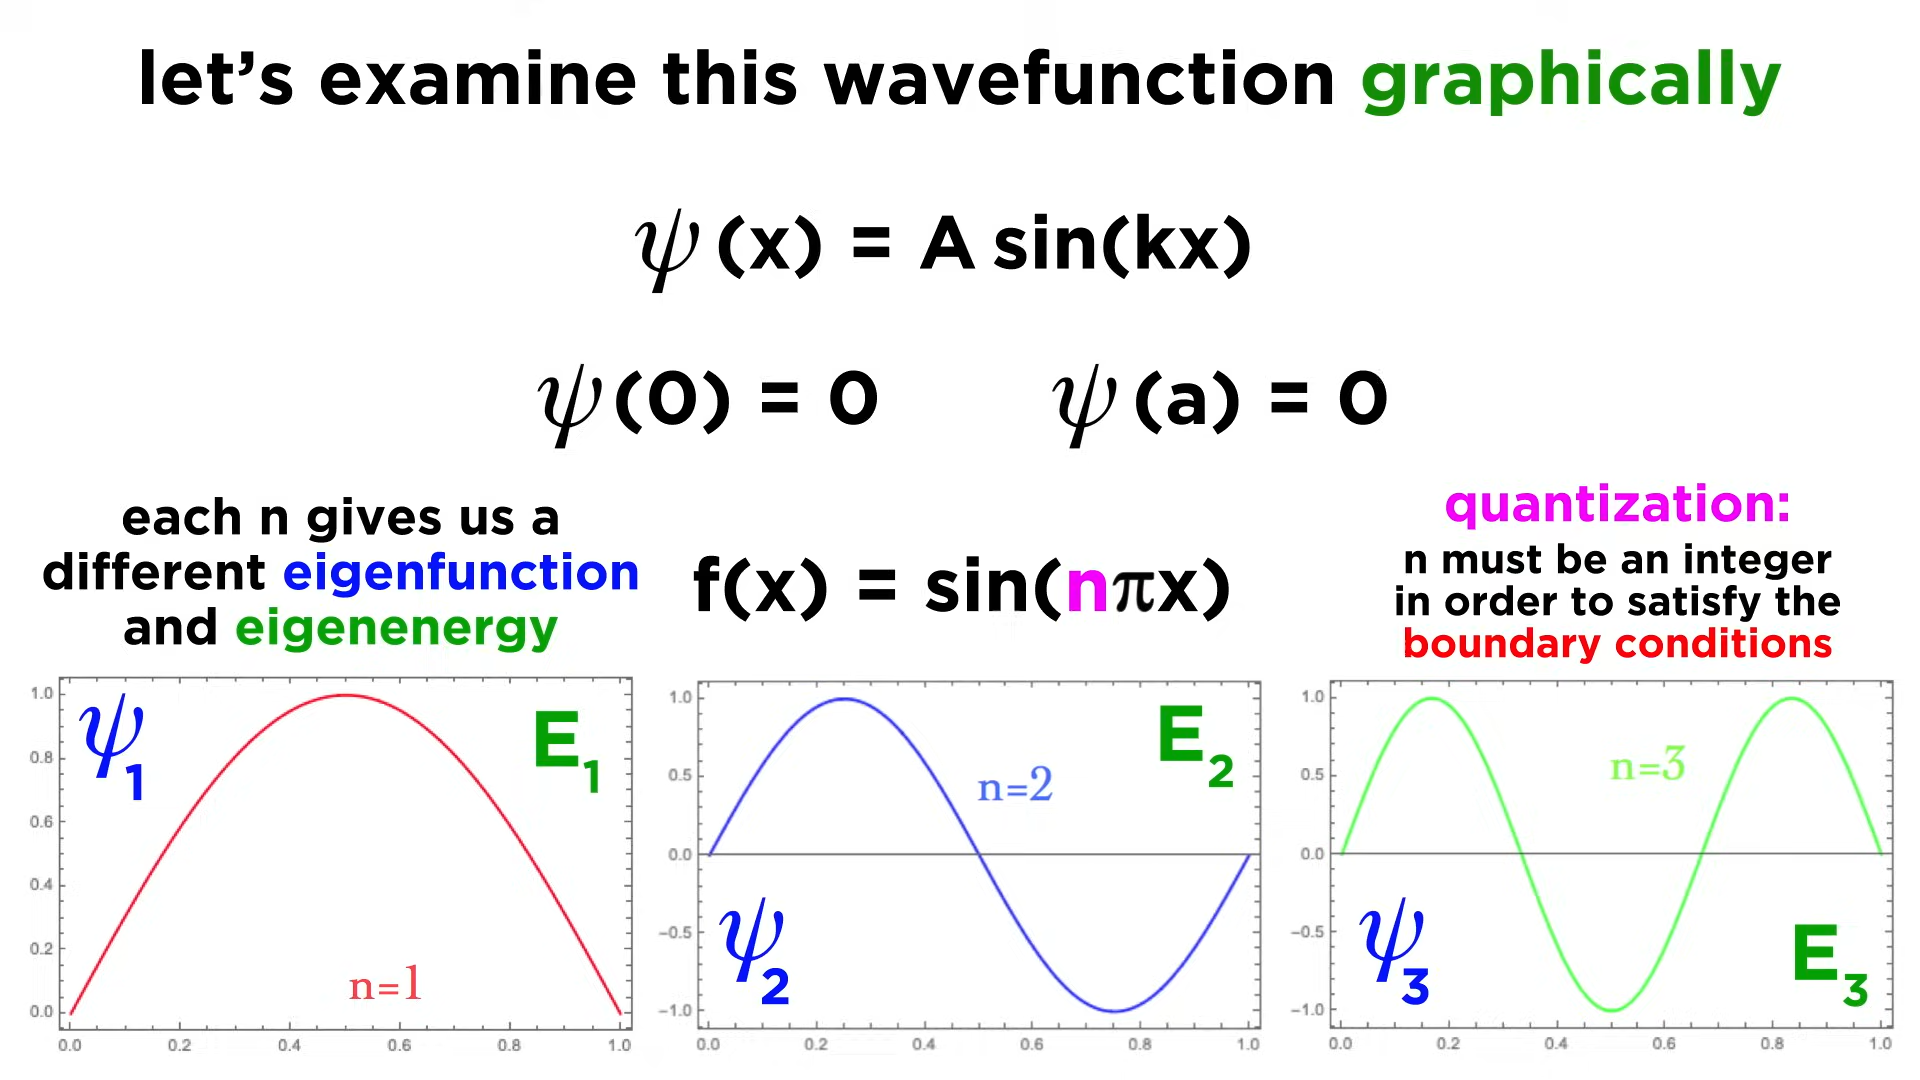 let's examine this wavefunction graphically
ψ(x) = A sin(kx)
ψ(0) = 0
ψ(a) = 0
each n gives us a
different eigenfunction
and eigenenergy
f(x) = sin(nπx)
quantization:
n must be an integer
in order to satisfy the
boundary conditions
1.0
0.8
0.6
0.4
0.2
0.0
ψ₁
E₁
n=1
0.0 0.2 0.4 0.6 0.8 1.0
1.0
0.5
0.0
−0.5
−1.0
E₂
n=2
ψ₂
0.0 0.2 0.4 0.6 0.8 1.0
1.0
0.5
0.0
−0.5
−1.0
n=3
ψ₃
E₃
0.0 0.2 0.4 0.6 0.8 1.0